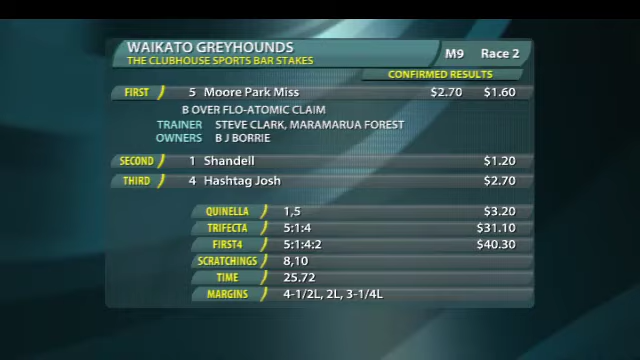 WAIKATO GREYHOUNDS M9 Race 2
THE CLUBHOUSE SPORTS BAR STAKES
CONFIRMED RESULTS
FIRST 5 Moore Park Miss $2.70 $1.60
B OVER FLO-ATOMIC CLAIM
TRAINER STEVE CLARK, MARAMARUA FOREST
OWNERS B J BORRIE
SECOND 1 Shandell $1.20
THIRD 4 Hashtag Josh $2.70
QUINELLA 1,5 $3.20
TRIFECTA 5:1:4 $31.10
FIRST4 5:1:4:2 $40.30
SCRATCHINGS 8,10
TIME 25.72
MARGINS 4-1/2L, 2L, 3-1/4L